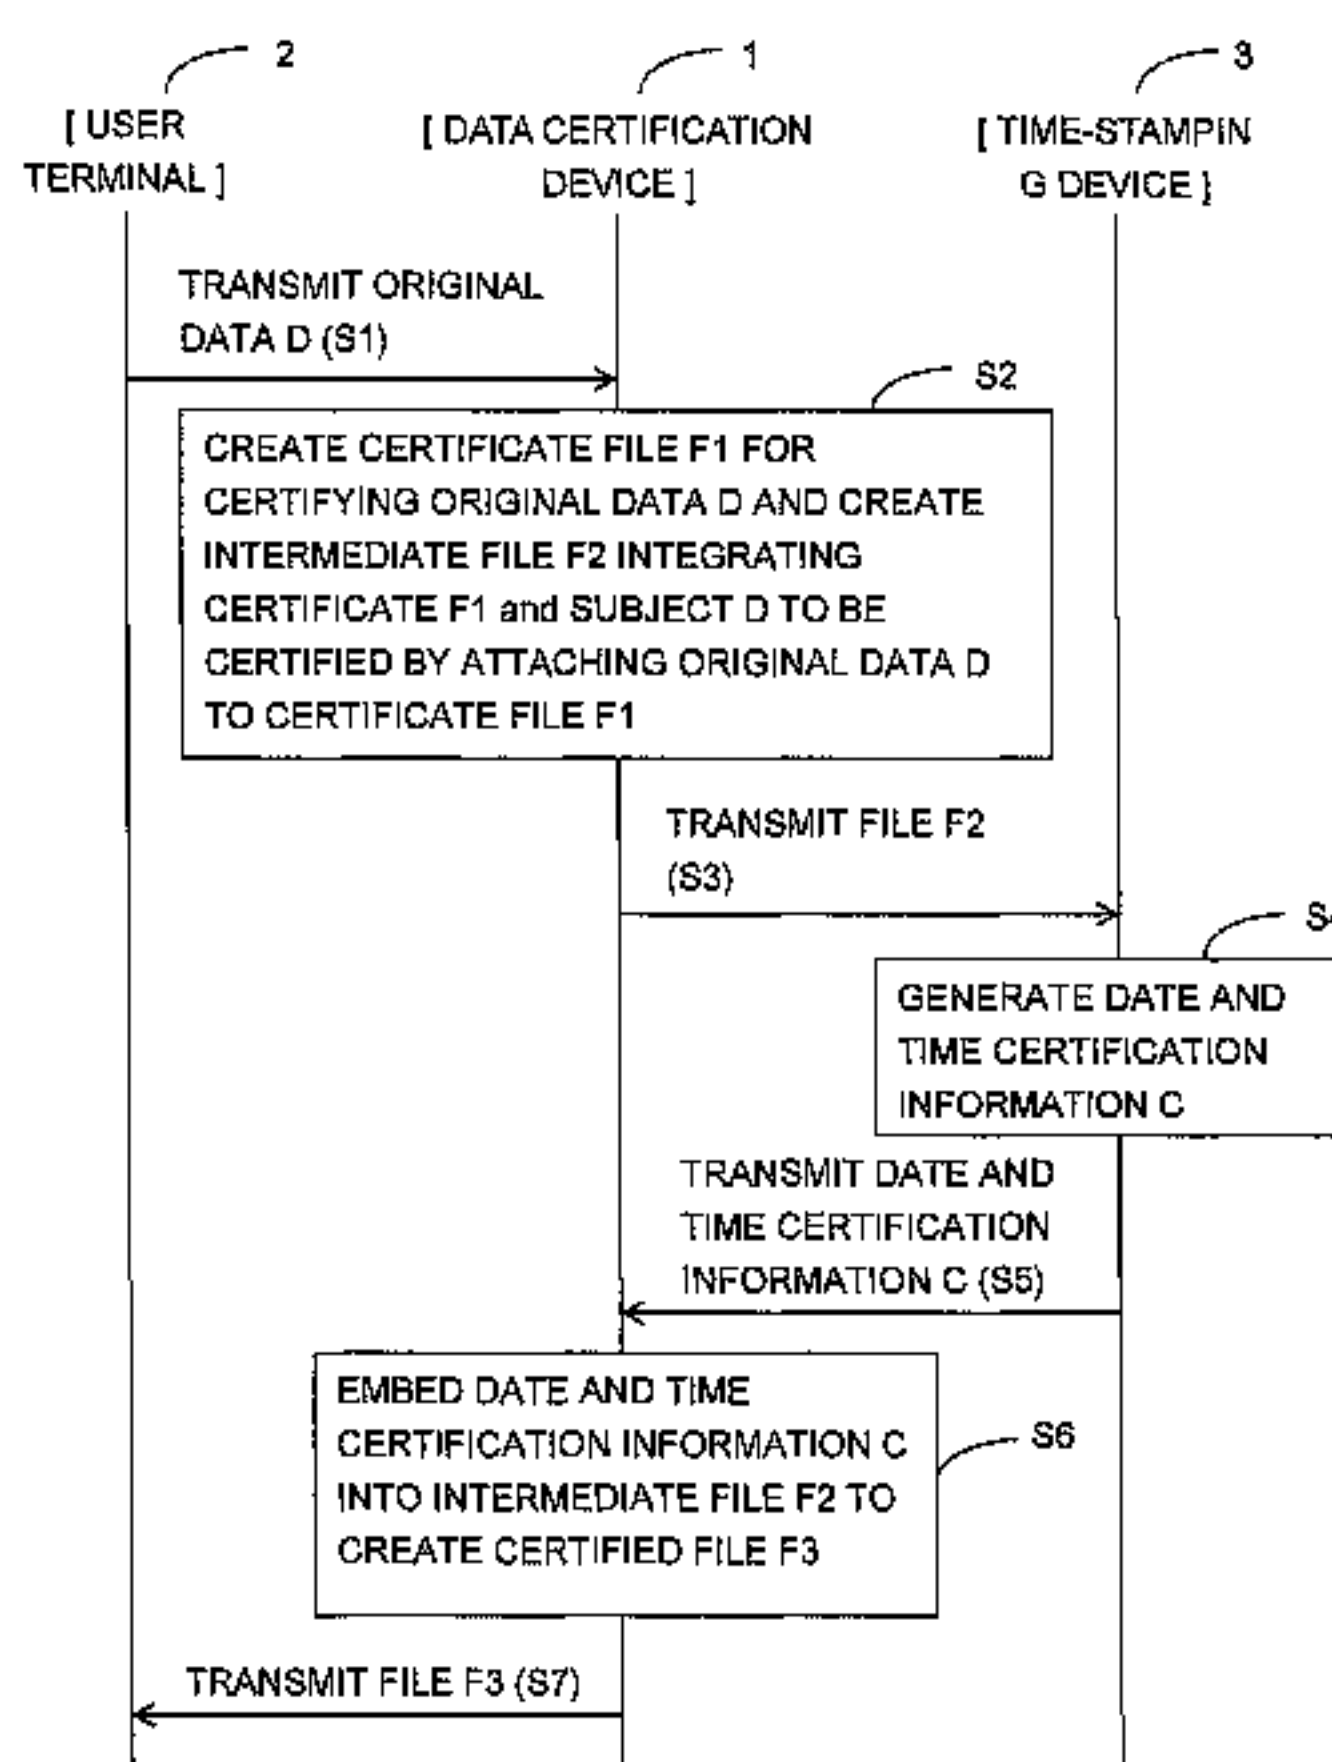 2
1
3
[ USER
TERMINAL ]
[ DATA CERTIFICATION
DEVICE ]
[ TIME-STAMPIN
G DEVICE ]
TRANSMIT ORIGINAL
DATA D (S1)
S2
CREATE CERTIFICATE FILE F1 FOR
CERTIFYING ORIGINAL DATA D AND CREATE
INTERMEDIATE FILE F2 INTEGRATING
CERTIFICATE F1 and SUBJECT D TO BE
CERTIFIED BY ATTACHING ORIGINAL DATA D
TO CERTIFICATE FILE F1
TRANSMIT FILE F2
(S3)
GENERATE DATE AND
TIME CERTIFICATION
INFORMATION C
TRANSMIT DATE AND
TIME CERTIFICATION
INFORMATION C (S5)
EMBED DATE AND TIME
CERTIFICATION INFORMATION C
INTO INTERMEDIATE FILE F2 TO
CREATE CERTIFIED FILE F3
S6
TRANSMIT FILE F3 (S7)